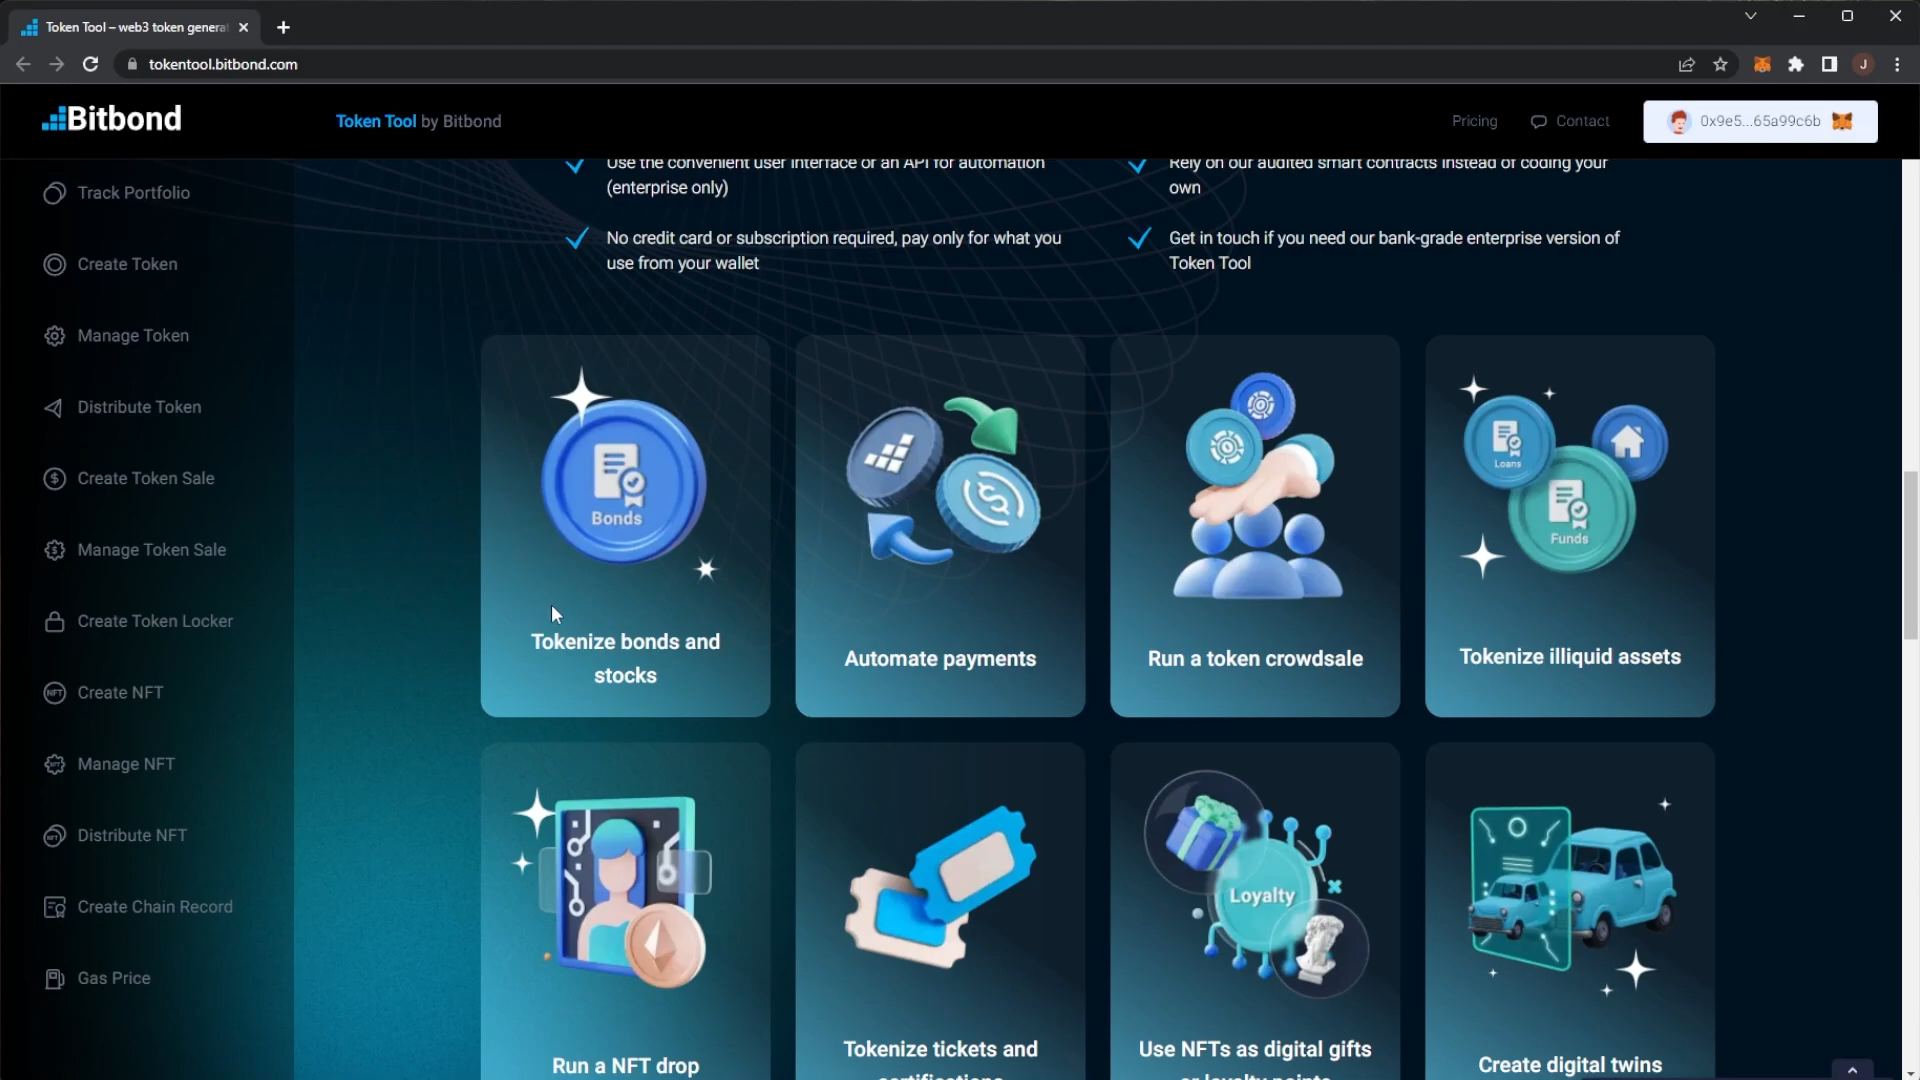 Token Tool – web3 token genera
tokentool.bitbond.com
J
Bitbond
Token Tool by Bitbond
Pricing
Contact
0x9e5...65a99c6b
Track Portfolio
Create Token
Manage Token
Distribute Token
Create Token Sale
Manage Token Sale
Create Token Locker
NFT Create NFT
Manage NFT
Distribute NFT
Create Chain Record
Gas Price
Use the convenient user interface or an API for automation
(enterprise only)
Rely on our audited smart contracts instead of coding your
own
No credit card or subscription required, pay only for what you
use from your wallet
Get in touch if you need our bank-grade enterprise version of
Token Tool
Bonds
Tokenize bonds and
stocks
Automate payments
Run a token crowdsale
Loans
Funds
Tokenize illiquid assets
Run a NFT drop
Tokenize tickets and
certifications
Loyalty
Use NFTs as digital gifts
or loyalty points
Create digital twins